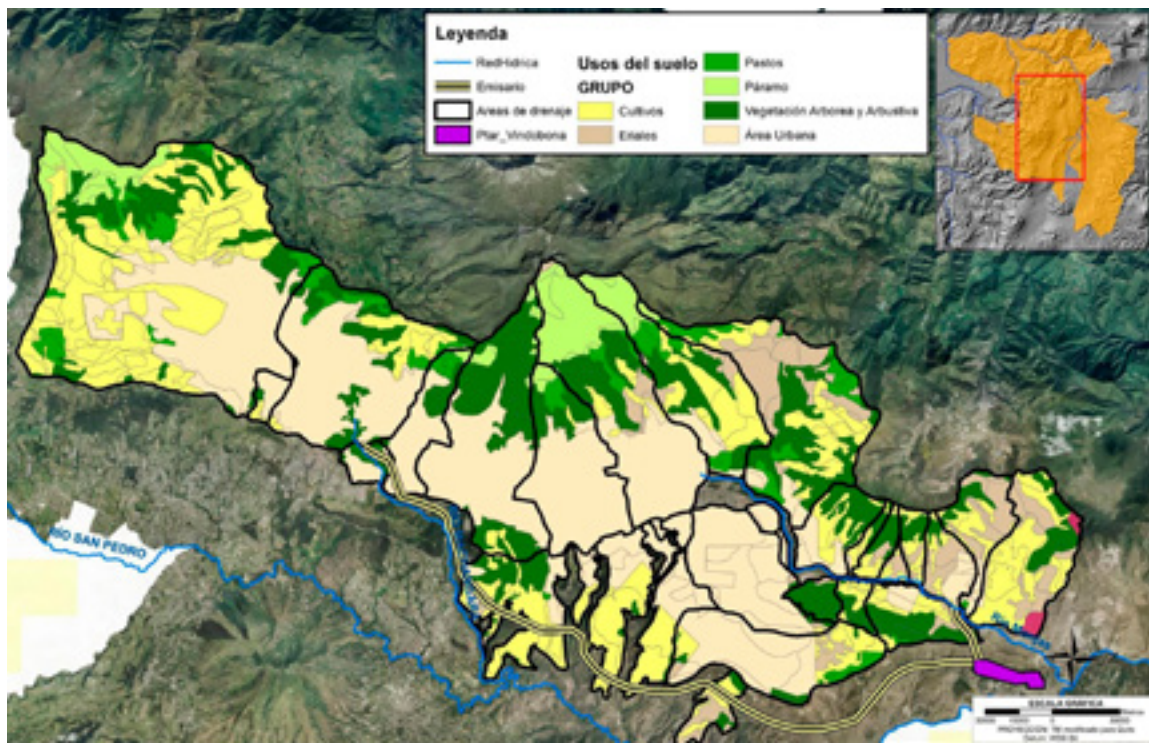 Leyenda
RedHidrica
Emisario
Areas de drenaje
Ptar_Vindobona
Usos del suelo
GRUPO
Cultivos
Eriales
Pastos
Páramo
Vegetación Arborea y Arbustiva
Área Urbana
RIO SAN PEDRO
ESCALA GRÁFICA